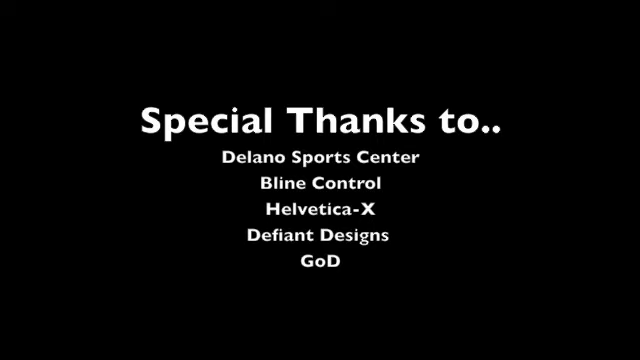 Special Thanks to..
Delano Sports Center
Bline Control
Helvetica-X
Defiant Designs
GoD